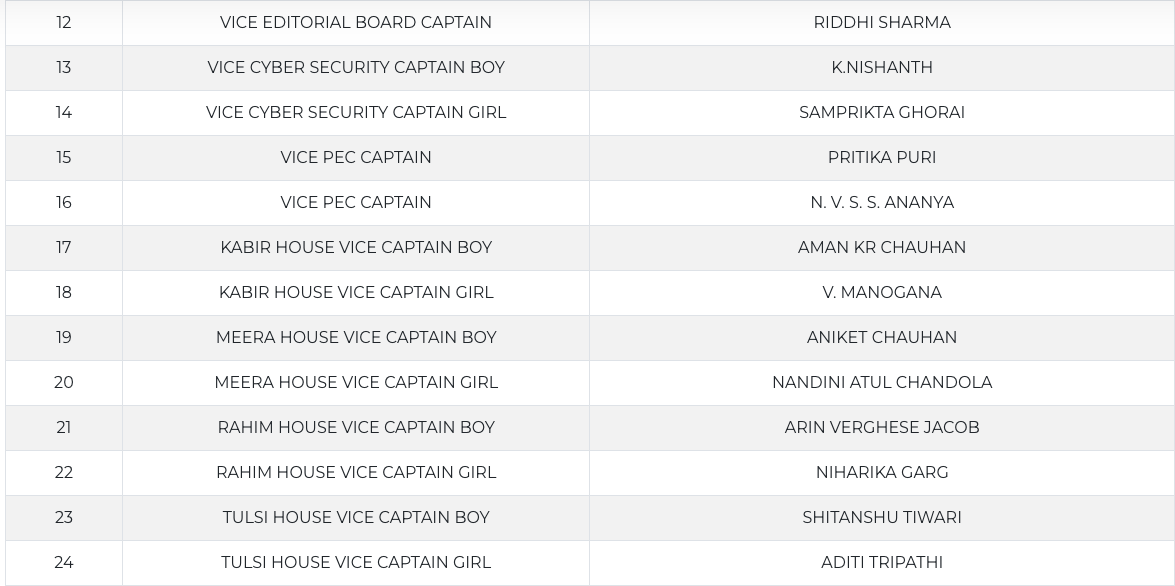 12 VICE EDITORIAL BOARD CAPTAIN RIDDHI SHARMA
13 VICE CYBER SECURITY CAPTAIN BOY K.NISHANTH
14 VICE CYBER SECURITY CAPTAIN GIRL SAMPRIKTA GHORAI
15 VICE PEC CAPTAIN PRITIKA PURI
16 VICE PEC CAPTAIN N. V. S. S. ANANYA
17 KABIR HOUSE VICE CAPTAIN BOY AMAN KR CHAUHAN
18 KABIR HOUSE VICE CAPTAIN GIRL V. MANOGANA
19 MEERA HOUSE VICE CAPTAIN BOY ANIKET CHAUHAN
20 MEERA HOUSE VICE CAPTAIN GIRL NANDINI ATUL CHANDOLA
21 RAHIM HOUSE VICE CAPTAIN BOY ARIN VERGHESE JACOB
22 RAHIM HOUSE VICE CAPTAIN GIRL NIHARIKA GARG
23 TULSI HOUSE VICE CAPTAIN BOY SHITANSHU TIWARI
24 TULSI HOUSE VICE CAPTAIN GIRL ADITI TRIPATHI